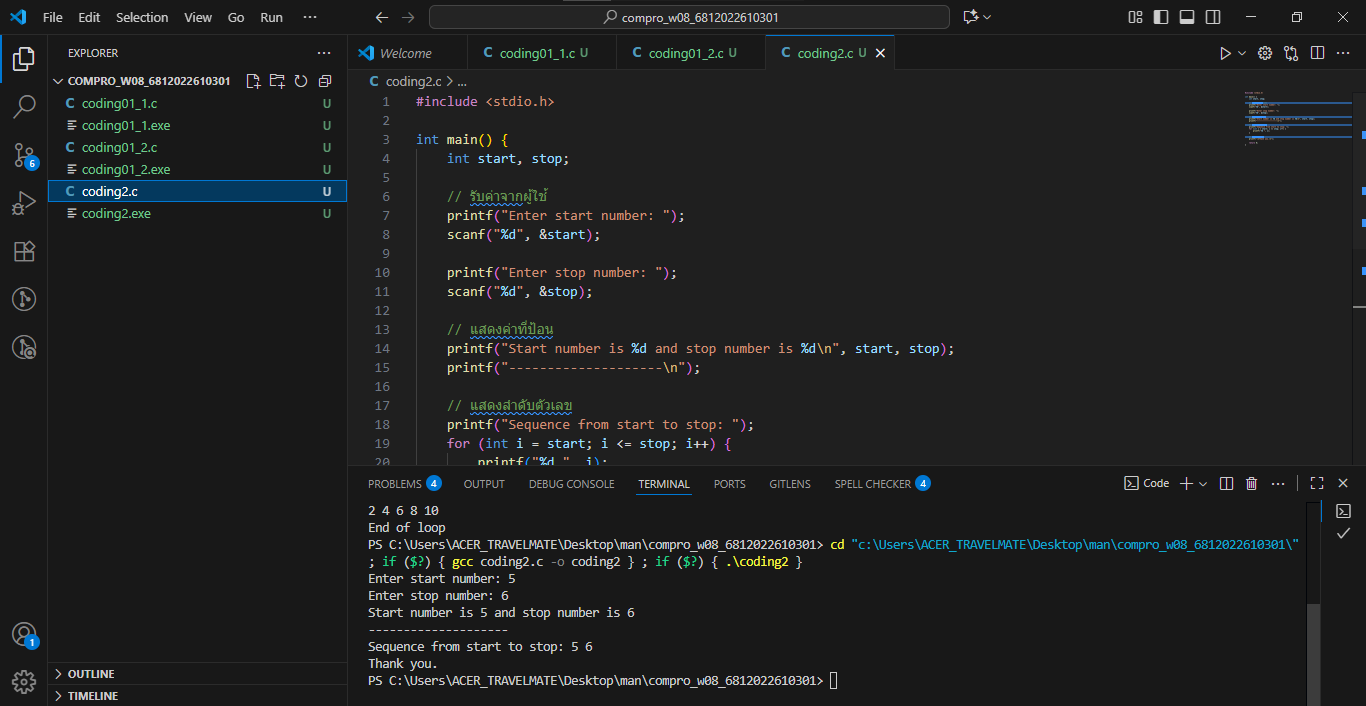 File Edit Selection View Go Run ··· compro_w08_6812022610301
EXPLORER ···
COMPRO_W08_6812022610301
C coding01_1.c U
coding01_1.exe U
C coding01_2.c U
coding01_2.exe U
C coding2.c U
coding2.exe U
6
1
OUTLINE
TIMELINE
Welcome C coding01_1.c U C coding01_2.c U C coding2.c U
C coding2.c > ...
1 #include <stdio.h>
2
3 int main() {
4 int start, stop;
5
6 // รับค่าจากผู้ใช้
7 printf("Enter start number: ");
8 scanf("%d", &start);
9
10 printf("Enter stop number: ");
11 scanf("%d", &stop);
12
13 // แสดงค่าที่ป้อน
14 printf("Start number is %d and stop number is %d\n", start, stop);
15 printf("--------------------\n");
16
17 // แสดงลำดับตัวเลข
18 printf("Sequence from start to stop: ");
19 for (int i = start; i <= stop; i++) {
20 printf("%d ", i);
PROBLEMS 4 OUTPUT DEBUG CONSOLE TERMINAL PORTS GITLENS SPELL CHECKER 4 Code
2 4 6 8 10
End of loop
PS C:\Users\ACER_TRAVELMATE\Desktop\man\compro_w08_6812022610301> cd "c:\Users\ACER_TRAVELMATE\Desktop\man\compro_w08_6812022610301\"
; if ($?) { gcc coding2.c -o coding2 } ; if ($?) { .\coding2 }
Enter start number: 5
Enter stop number: 6
Start number is 5 and stop number is 6
--------------------
Sequence from start to stop: 5 6
Thank you.
PS C:\Users\ACER_TRAVELMATE\Desktop\man\compro_w08_6812022610301>